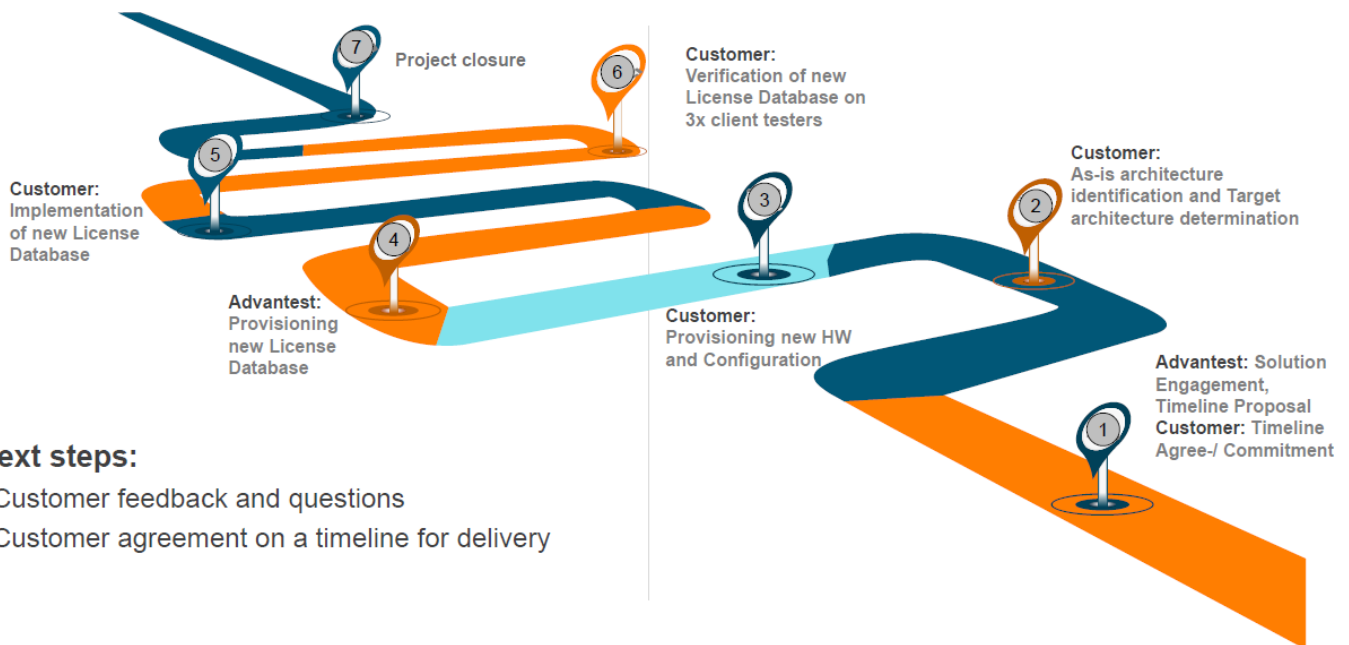 7
Project closure
6
Customer:
Verification of new
License Database on
3x client testers
5
Customer:
Implementation
of new License
Database
4
Advantest:
Provisioning
new License
Database
3
Customer:
Provisioning new HW
and Configuration
2
Customer:
As-is architecture
identification and Target
architecture determination
1
Advantest: Solution
Engagement,
Timeline Proposal
Customer: Timeline
Agree-/ Commitment
ext steps:
Customer feedback and questions
Customer agreement on a timeline for delivery